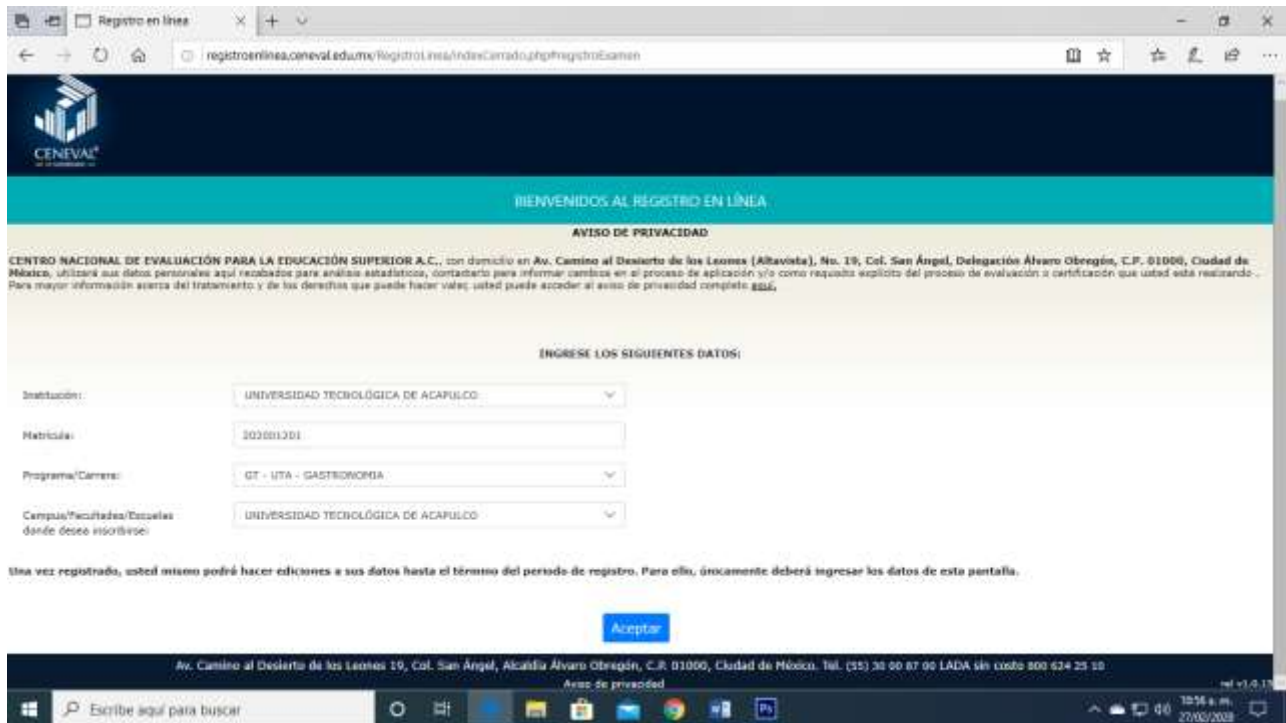 Registro en línea
registroenlinea.ceneval.edu.mx/RegistroLinea/indexCerrado.php#registroExamen
CENEVAL®
BIENVENIDOS AL REGISTRO EN LÍNEA
AVISO DE PRIVACIDAD
CENTRO NACIONAL DE EVALUACIÓN PARA LA EDUCACIÓN SUPERIOR A.C., con domicilio en Av. Camino al Desierto de los Leones (Altavista), No. 19, Col. San Ángel, Delegación Álvaro Obregón, C.P. 01000, Ciudad de
México, utilizará sus datos personales aquí recabados para análisis estadísticos, contactarlo para informar cambios en el proceso de aplicación y/o como requisito explícito del proceso de evaluación o certificación que usted está realizando.
Para mayor información acerca del tratamiento y de los derechos que puede hacer valer, usted puede acceder al aviso de privacidad completo aquí.
INGRESE LOS SIGUIENTES DATOS:
Institución: UNIVERSIDAD TECNOLÓGICA DE ACAPULCO
Matrícula: 202001201
Programa/Carrera: GT - UTA - GASTRONOMIA
Campus/Facultades/Escuelas UNIVERSIDAD TECNOLÓGICA DE ACAPULCO
donde desea inscribirse:
Una vez registrado, usted mismo podrá hacer ediciones a sus datos hasta el término del periodo de registro. Para ello, únicamente deberá ingresar los datos de esta pantalla.
Aceptar
Av. Camino al Desierto de los Leones 19, Col. San Ángel, Alcaldía Álvaro Obregón, C.P. 01000, Ciudad de México. Tel. (55) 30 00 87 00 LADA sin costo 800 624 25 10
Aviso de privacidad
rel v1.0.15
Escribe aquí para buscar
Ps
10:56 a. m.